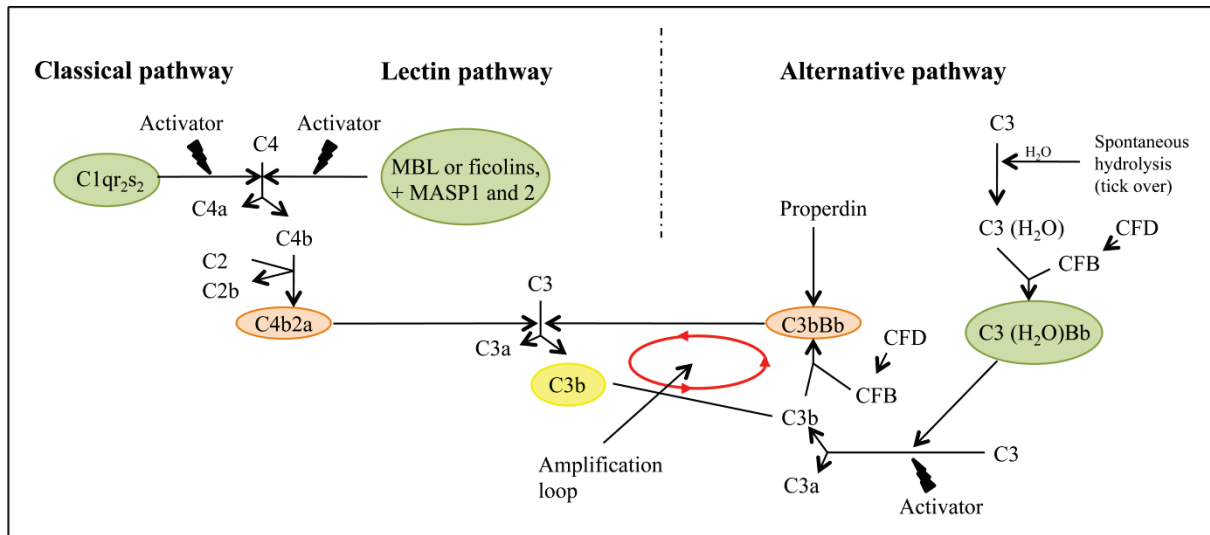 Classical pathway
Lectin pathway
Alternative pathway
Activator
Activator
C4
C1qr₂s₂
MBL or ficolins,
+ MASP1 and 2
C4a
C4b
C2
C2b
C4b2a
C3
C3a
C3b
Amplification
loop
Properdin
C3bBb
CFD
CFB
C3b
C3a
C3
Activator
C3
H₂O
Spontaneous
hydrolysis
(tick over)
C3 (H₂O)
CFD
CFB
C3 (H₂O)Bb